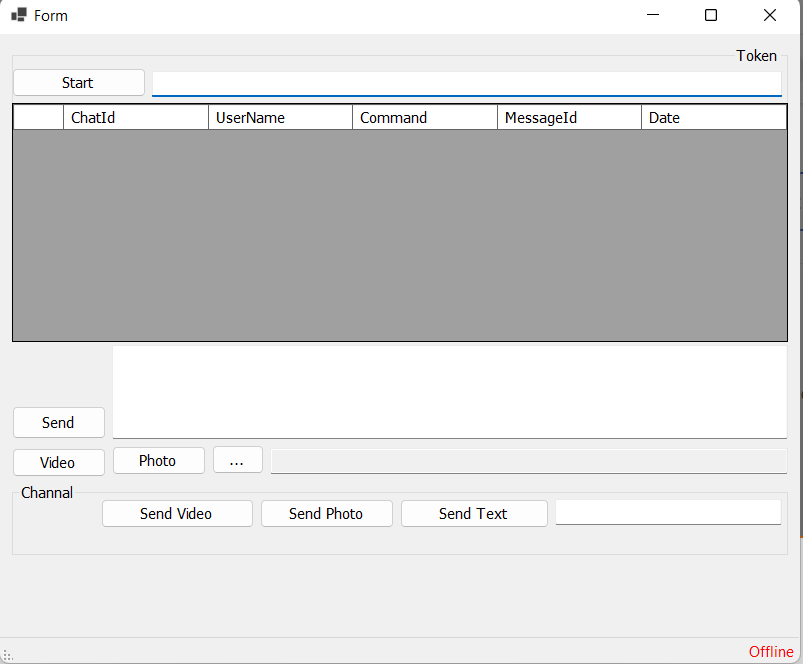 Form
Token
Start
ChatId UserName Command MessageId Date
Send
Video Photo ...
Channal
Send Video Send Photo Send Text
Offline